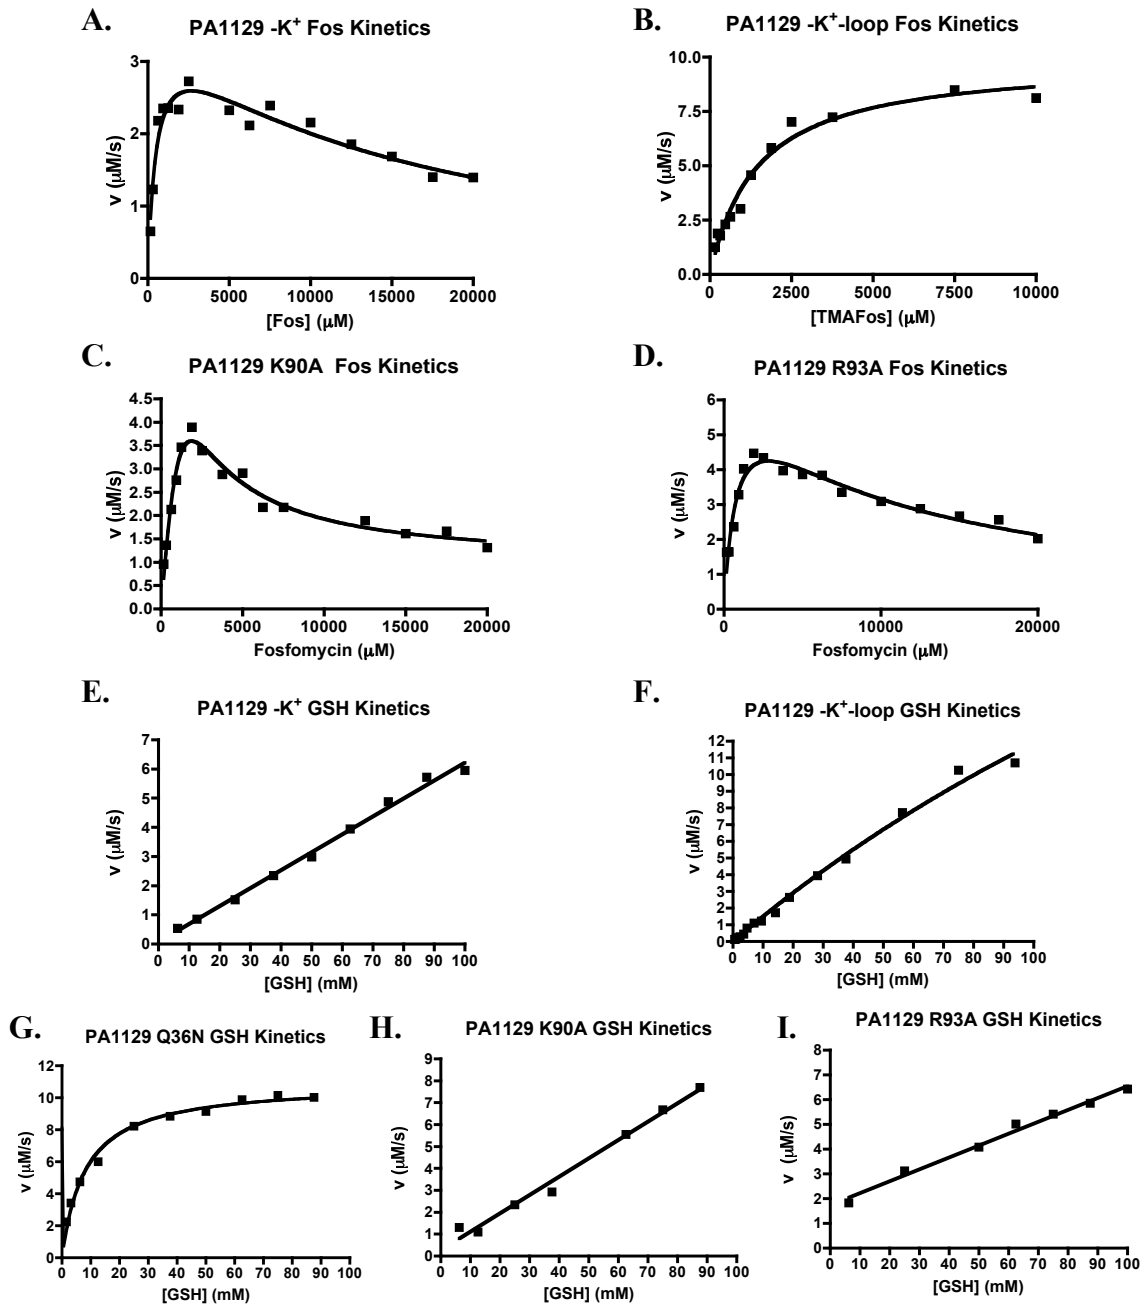 A.
PA1129 -K⁺ Fos Kinetics
3
2
1
0
v (μM/s)
0 5000 10000 15000 20000
[Fos] (μM)
B.
PA1129 -K⁺-loop Fos Kinetics
10.0
7.5
5.0
2.5
0.0
v (μM/s)
0 2500 5000 7500 10000
[TMAFos] (μM)
C.
PA1129 K90A Fos Kinetics
4.5
4.0
3.5
3.0
2.5
2.0
1.5
1.0
0.5
0.0
v (μM/s)
0 5000 10000 15000 20000
Fosfomycin (μM)
D.
PA1129 R93A Fos Kinetics
6
5
4
3
2
1
0
v (μM/s)
0 10000 20000
Fosfomycin (μM)
E.
PA1129 -K⁺ GSH Kinetics
7
6
5
4
3
2
1
0
v (μM/s)
0 10 20 30 40 50 60 70 80 90 100
[GSH] (mM)
F.
PA1129 -K⁺-loop GSH Kinetics
12
11
10
9
8
7
6
5
4
3
2
1
0
v (μM/s)
0 10 20 30 40 50 60 70 80 90 100
[GSH] (mM)
G.
PA1129 Q36N GSH Kinetics
12
10
8
6
4
2
0
v (μM/s)
0 10 20 30 40 50 60 70 80 90 100
[GSH] (mM)
H.
PA1129 K90A GSH Kinetics
9
8
7
6
5
4
3
2
1
0
v (μM/s)
0 10 20 30 40 50 60 70 80 90 100
[GSH] (mM)
I.
PA1129 R93A GSH Kinetics
8
7
6
5
4
3
2
1
0
v (μM/s)
0 10 20 30 40 50 60 70 80 90 100
[GSH] (mM)